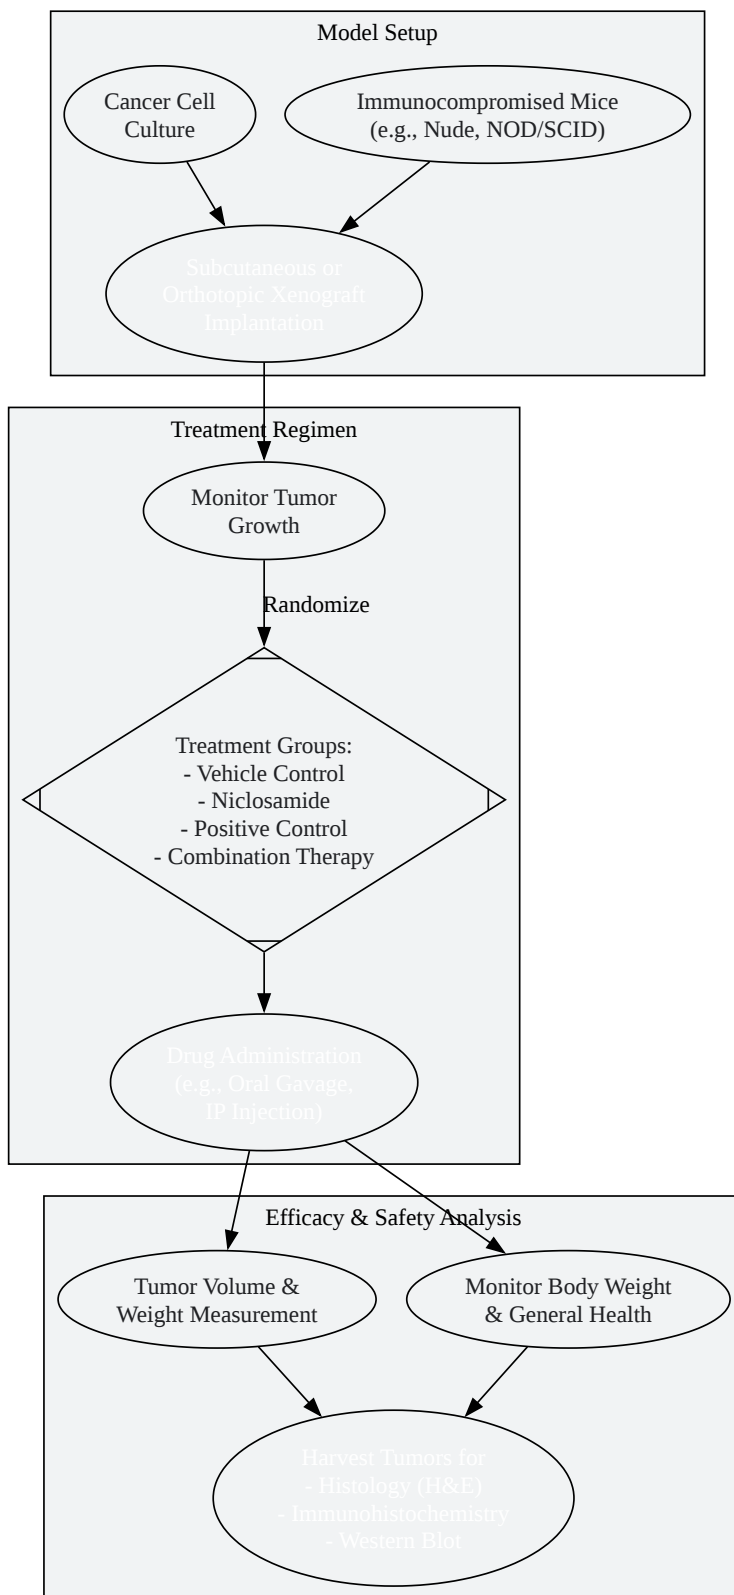 Model Setup
Cancer Cell
Culture
Immunocompromised Mice
(e.g., Nude, NOD/SCID)
Subcutaneous or
Orthotopic Xenograft
Implantation
Treatment Regimen
Monitor Tumor
Growth
Randomize
Treatment Groups:
- Vehicle Control
- Niclosamide
- Positive Control
- Combination Therapy
Drug Administration
(e.g., Oral Gavage,
IP Injection)
Efficacy & Safety Analysis
Tumor Volume &
Weight Measurement
Monitor Body Weight
& General Health
Harvest Tumors for
- Histology (H&E)
- Immunohistochemistry
- Western Blot